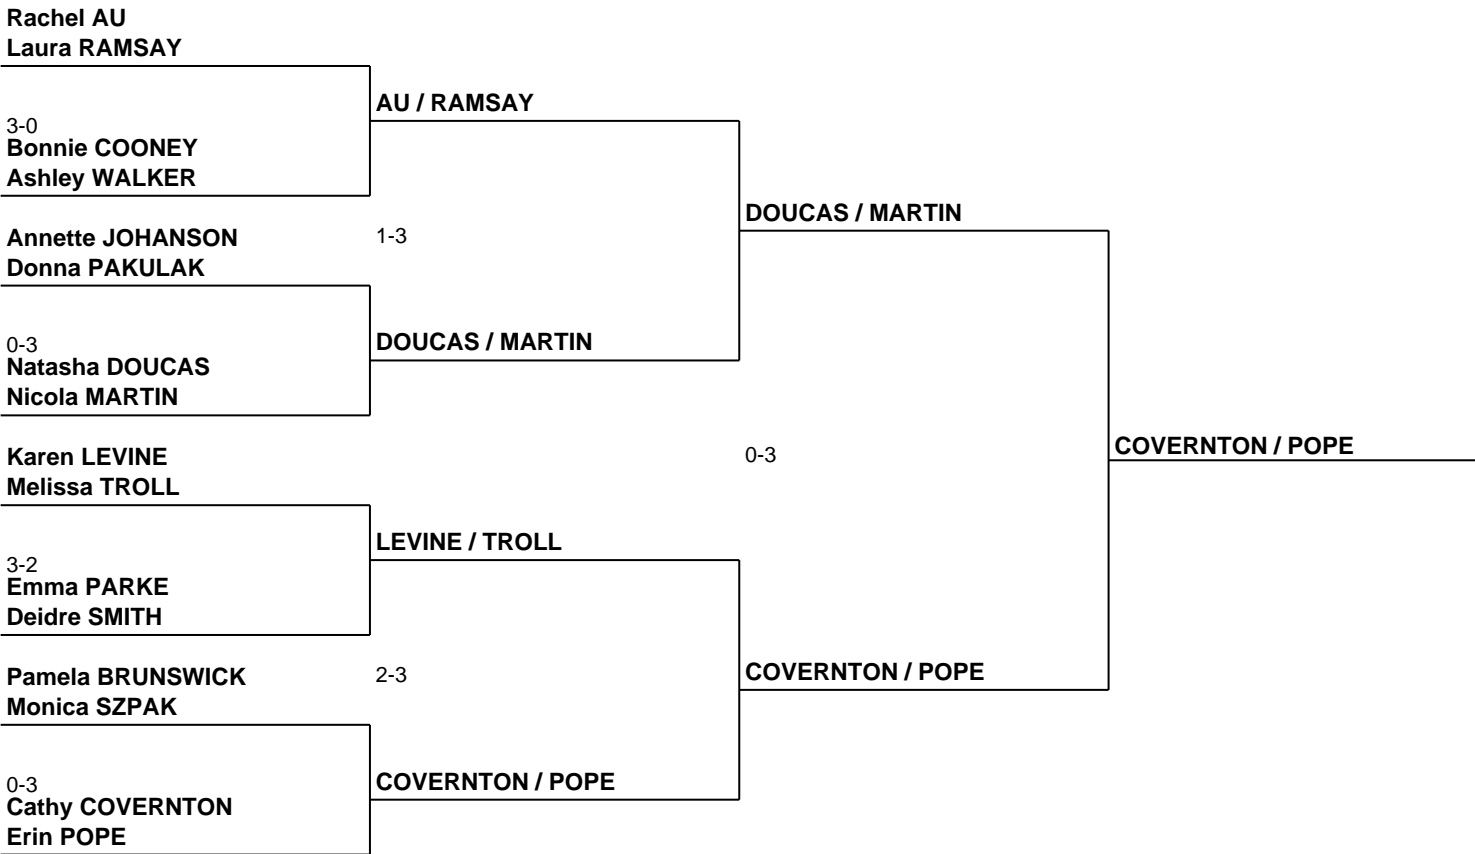 Rachel AU
Laura RAMSAY
AU / RAMSAY
3-0
Bonnie COONEY
Ashley WALKER
DOUCAS / MARTIN
Annette JOHANSON
1-3
Donna PAKULAK
DOUCAS / MARTIN
0-3
Natasha DOUCAS
Nicola MARTIN
COVERNTON / POPE
Karen LEVINE
0-3
Melissa TROLL
LEVINE / TROLL
3-2
Emma PARKE
Deidre SMITH
COVERNTON / POPE
Pamela BRUNSWICK
2-3
Monica SZPAK
COVERNTON / POPE
0-3
Cathy COVERNTON
Erin POPE